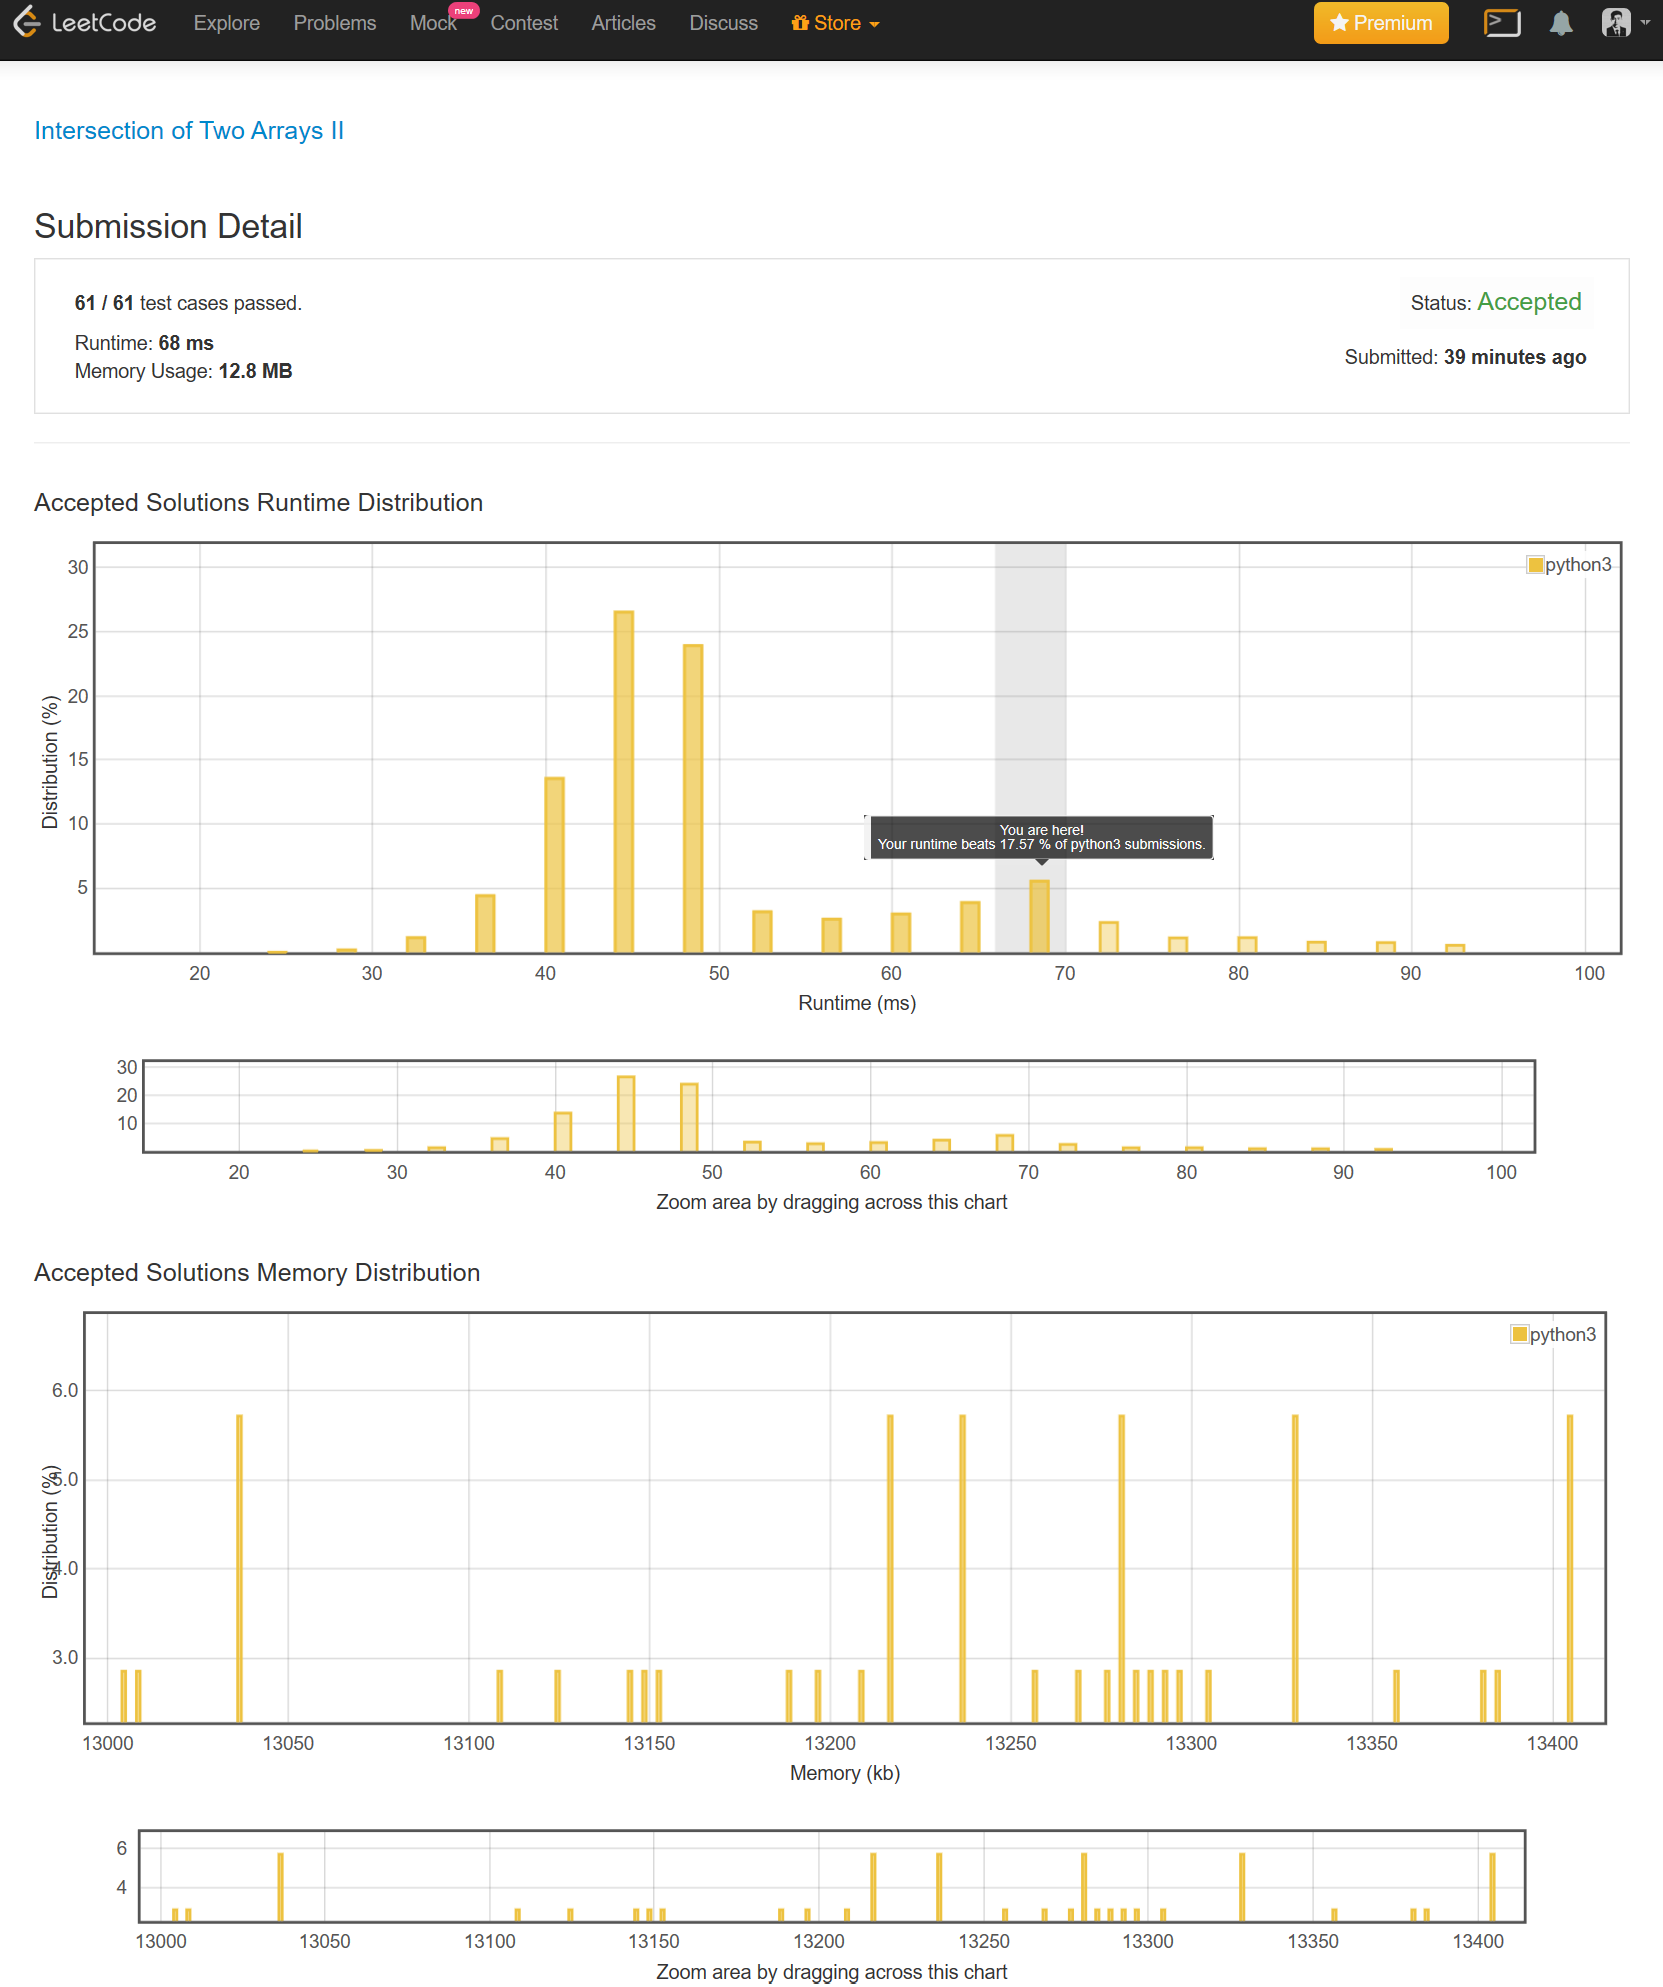 LeetCode Explore Problems Mock new Contest Articles Discuss Store Premium
Intersection of Two Arrays II
Submission Detail
61 / 61 test cases passed.
Status: Accepted
Runtime: 68 ms
Memory Usage: 12.8 MB
Submitted: 39 minutes ago
Accepted Solutions Runtime Distribution
python3
30
25
20
15
10
5
Distribution (%)
You are here!
Your runtime beats 17.57 % of python3 submissions.
20 30 40 50 60 70 80 90 100
Runtime (ms)
30
20
10
20 30 40 50 60 70 80 90 100
Zoom area by dragging across this chart
Accepted Solutions Memory Distribution
python3
6.0
5.0
4.0
3.0
Distribution (%)
13000 13050 13100 13150 13200 13250 13300 13350 13400
Memory (kb)
6
4
13000 13050 13100 13150 13200 13250 13300 13350 13400
Zoom area by dragging across this chart